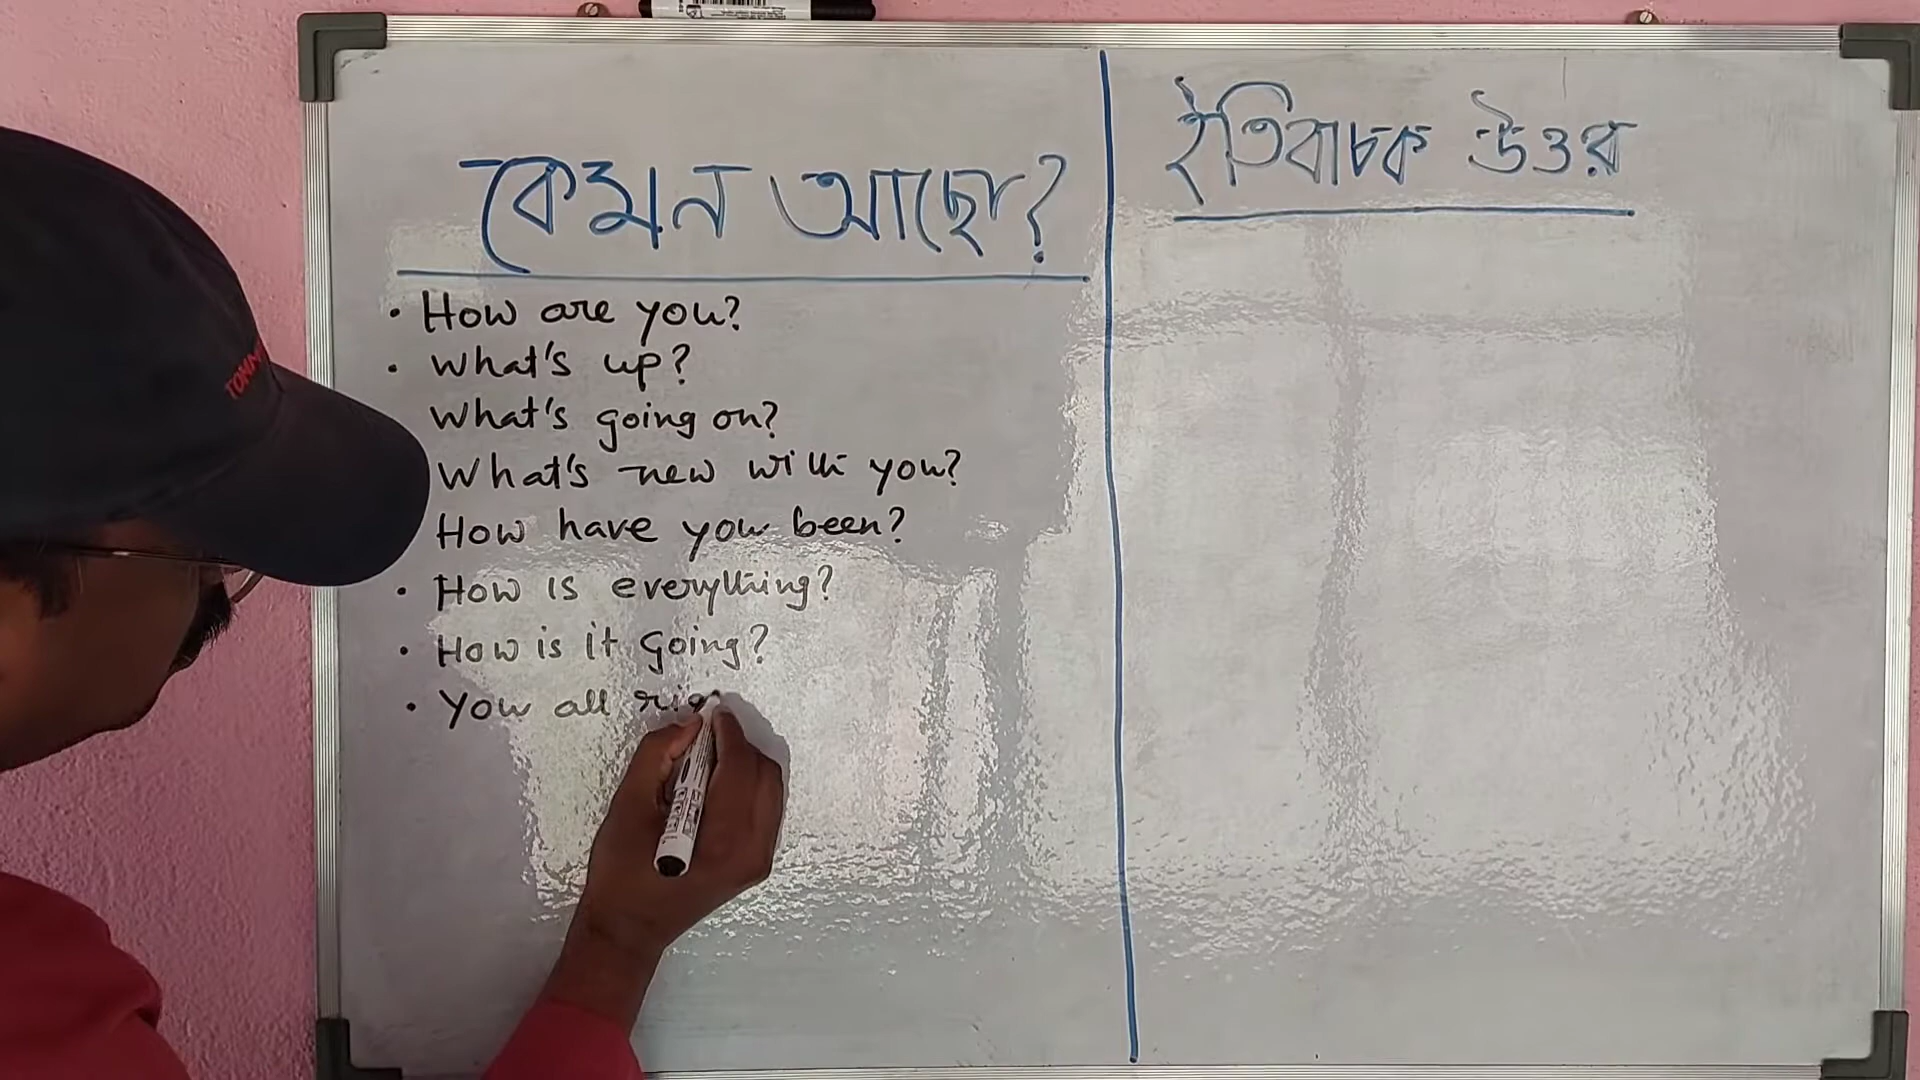 কেমন আছো?
• How are you?
• What's up?
What's going on?
What's new with you?
How have you been?
• How is everything?
• How is it going?
• You all rig
ইতিবাচক উত্তর